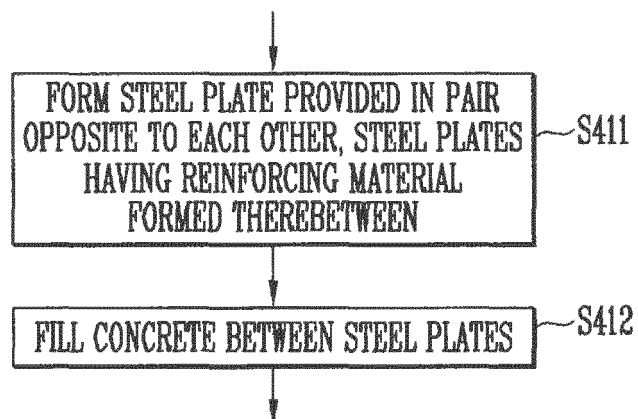 FORM STEEL PLATE PROVIDED IN PAIR
OPPOSITE TO EACH OTHER, STEEL PLATES
HAVING REINFORCING MATERIAL
FORMED THEREBETWEEN
S411
FILL CONCRETE BETWEEN STEEL PLATES
S412